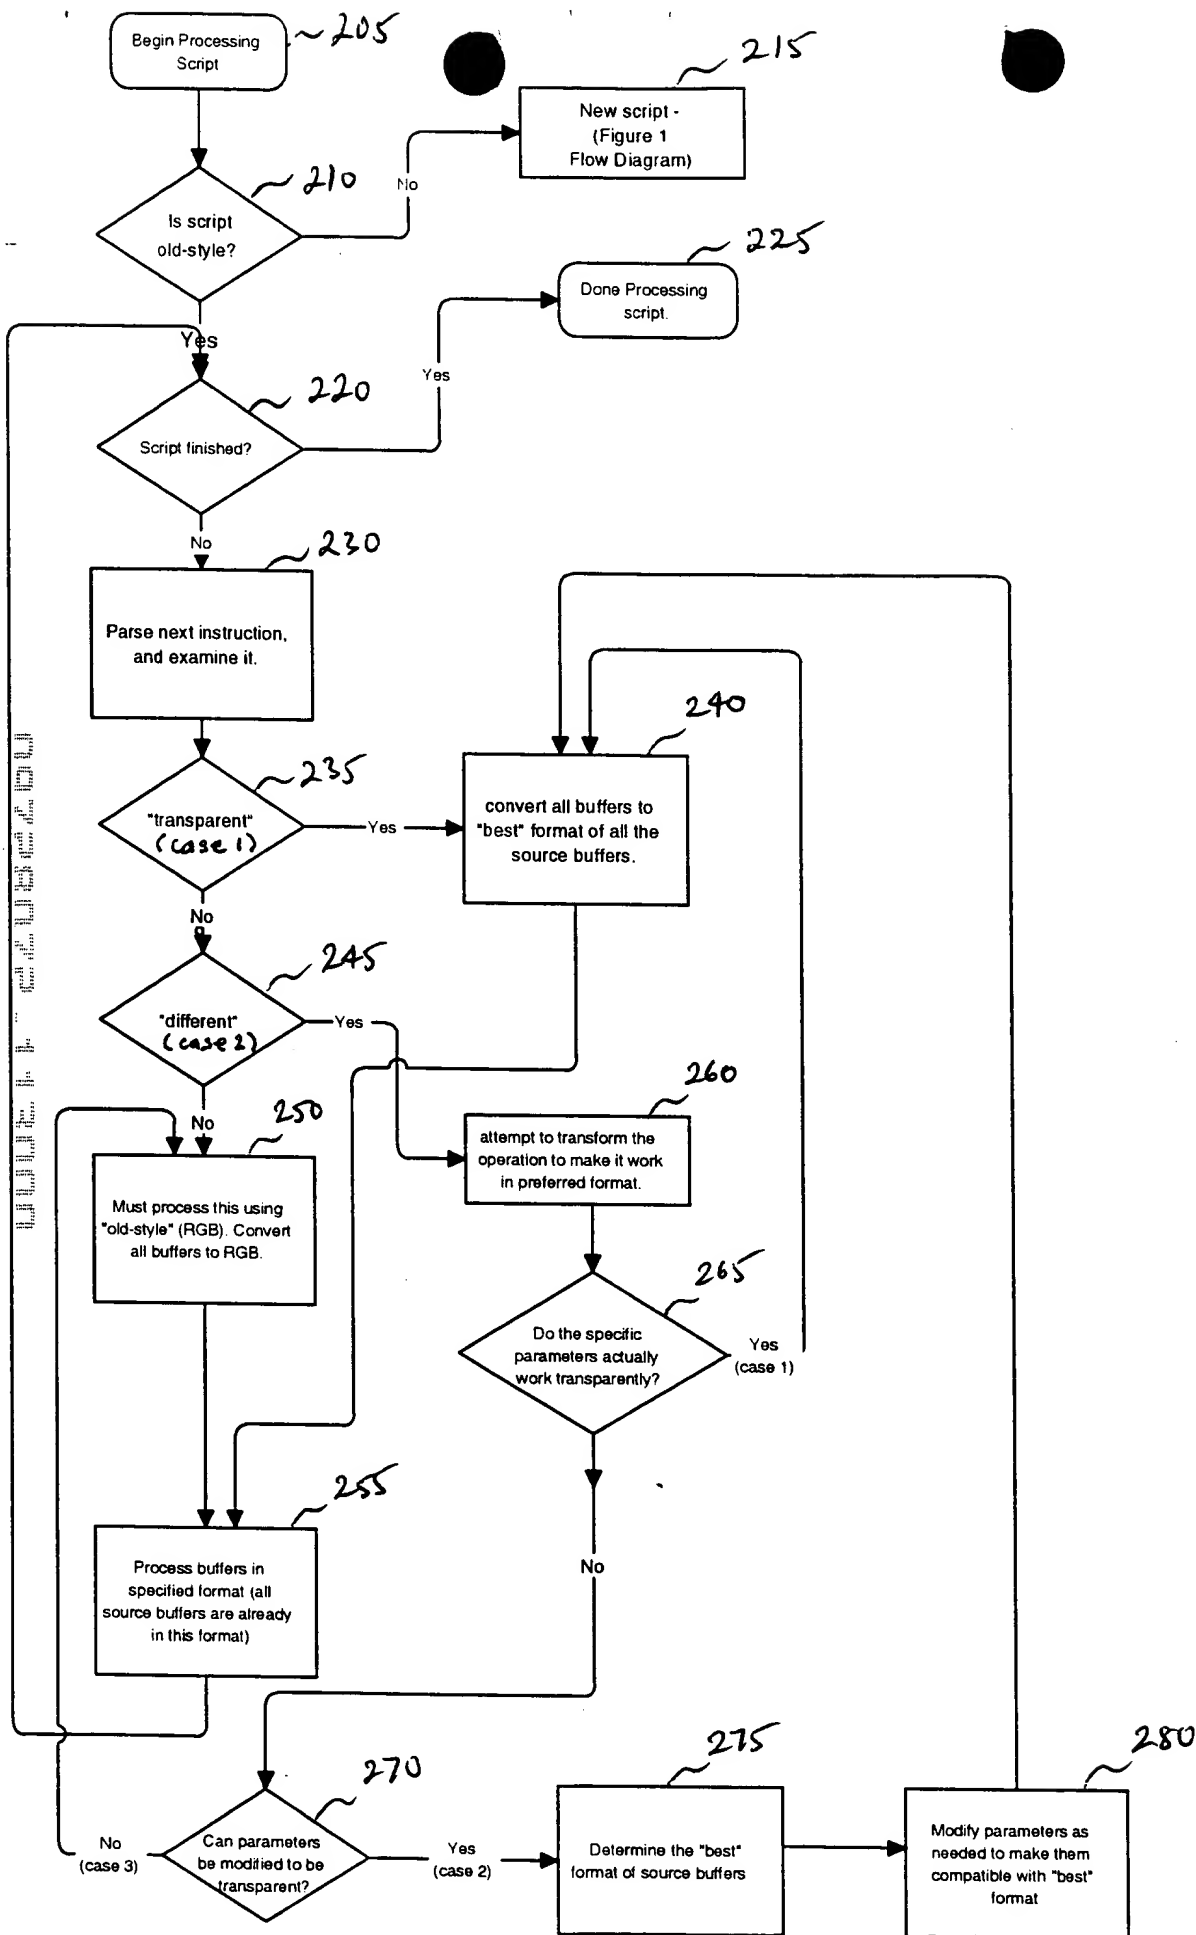 Begin Processing
Script
~205
215
New script -
(Figure 1
Flow Diagram)
210
No
Is script
old-style?
225
Done Processing
script.
Yes
Yes
220
Script finished?
No
230
Parse next instruction,
and examine it.
240
235
convert all buffers to
"best" format of all the
source buffers.
"transparent"
(case 1)
Yes
No
245
"different"
(case 2)
Yes
260
250
No
attempt to transform the
operation to make it work
in preferred format.
Must process this using
"old-style" (RGB). Convert
all buffers to RGB.
265
Do the specific
parameters actually
work transparently?
Yes
(case 1)
255
Process buffers in
specified format (all
source buffers are already
in this format)
No
275
280
270
No
(case 3)
Can parameters
be modified to be
transparent?
Yes
(case 2)
Determine the "best"
format of source buffers
Modify parameters as
needed to make them
compatible with "best"
format